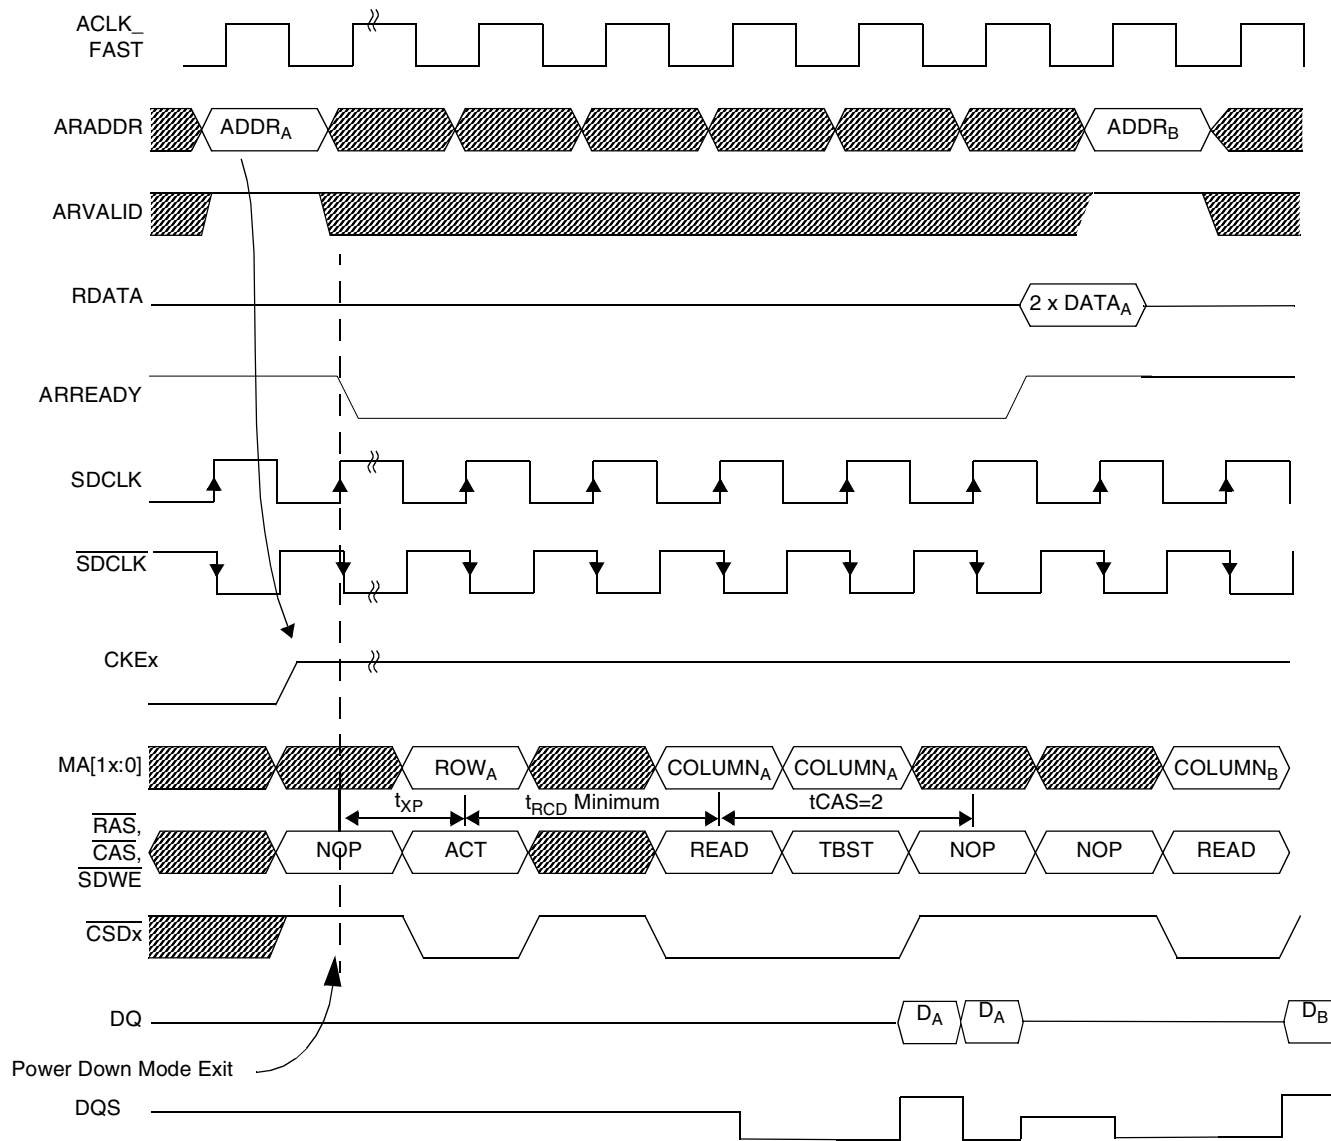 ACLK_
FAST
ARADDR ADDRA ADDRB
ARVALID
RDATA 2 x DATAA
ARREADY
SDCLK
SDCLK
CKEx
MA[1x:0] ROWA COLUMNA COLUMNA COLUMNB
tXP tRCD Minimum tCAS=2
RAS,
CAS, NOP ACT READ TBST NOP NOP READ
SDWE
CSDx
DQ DA DA DB
Power Down Mode Exit
DQS